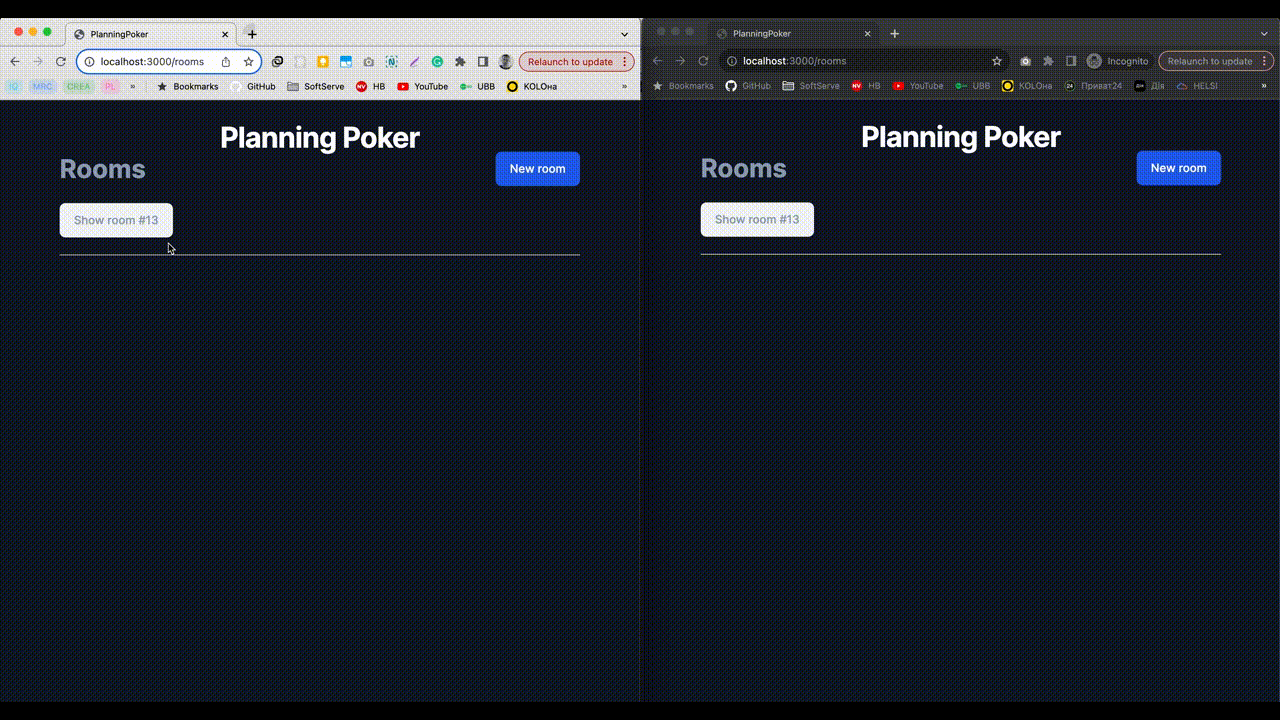 PlanningPoker
localhost:3000/rooms
Relaunch to update
IQ MRC CREA PL » Bookmarks GitHub SoftServe HB YouTube UBB KOLOна »
Planning Poker
Rooms
New room
Show room #13
PlanningPoker
localhost:3000/rooms
Incognito
Relaunch to update
Bookmarks GitHub SoftServe HB YouTube UBB KOLOна Приват24 Дія HELSI »
Planning Poker
Rooms
New room
Show room #13